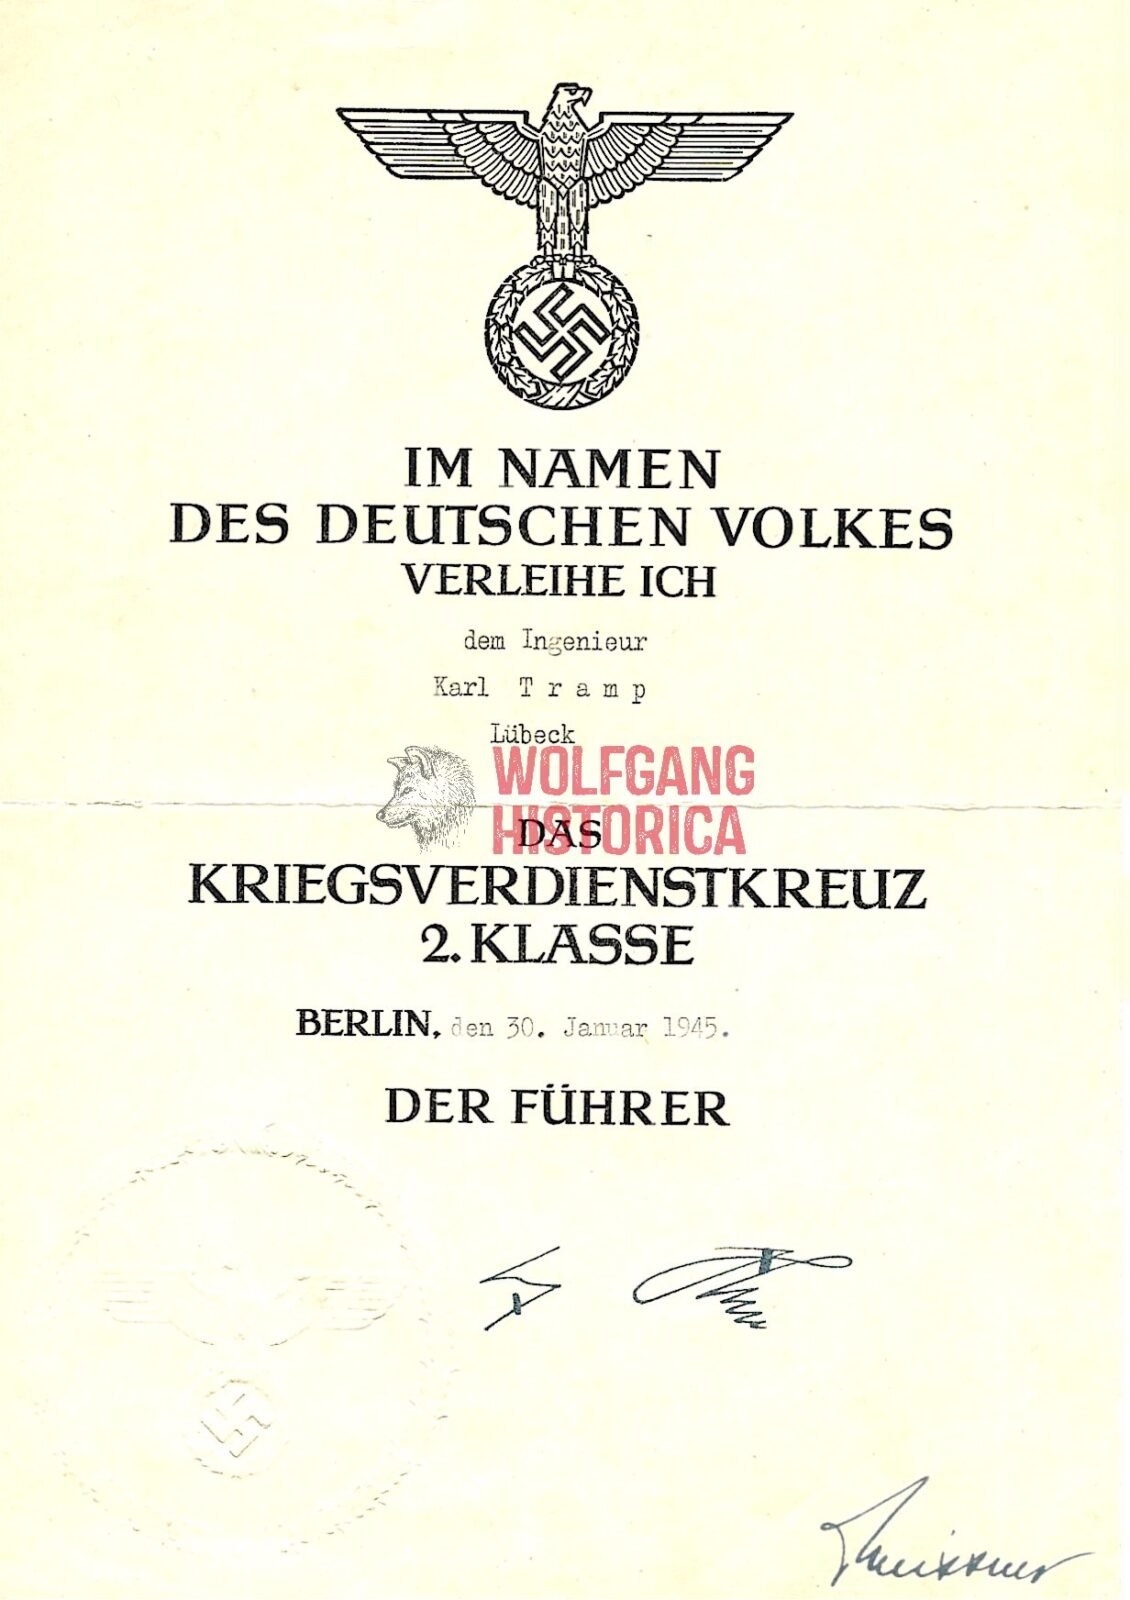 IM NAMEN
DES DEUTSCHEN VOLKES
VERLEIHE ICH
dem Ingenieur
Karl Tramp
Lübeck
WOLFGANG
HISTORICA
DAS
KRIEGSVERDIENSTKREUZ
2. KLASSE
BERLIN, den 30. Januar 1945.
DER FÜHRER